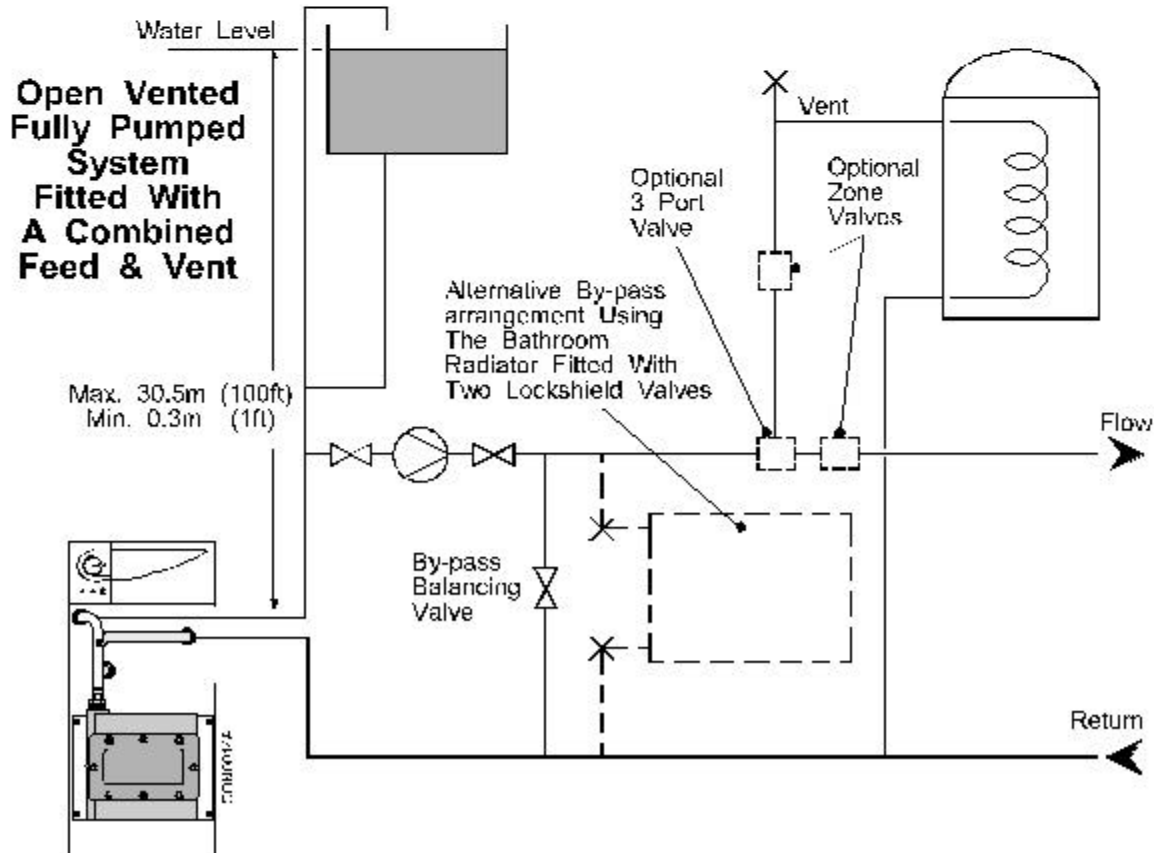 Water Level
Open Vented
Fully Pumped
System
Fitted With
A Combined
Feed & Vent
Vent
Optional
3 Port
Valve
Optional
Zone
Valves
Alternative By-pass
arrangement Using
The Bathroom
Radiator Fitted With
Two Lockshield Valves
Max. 30.5m (100ft)
Min. 0.3m (1ft)
Flow
By-pass
Balancing
Valve
Return